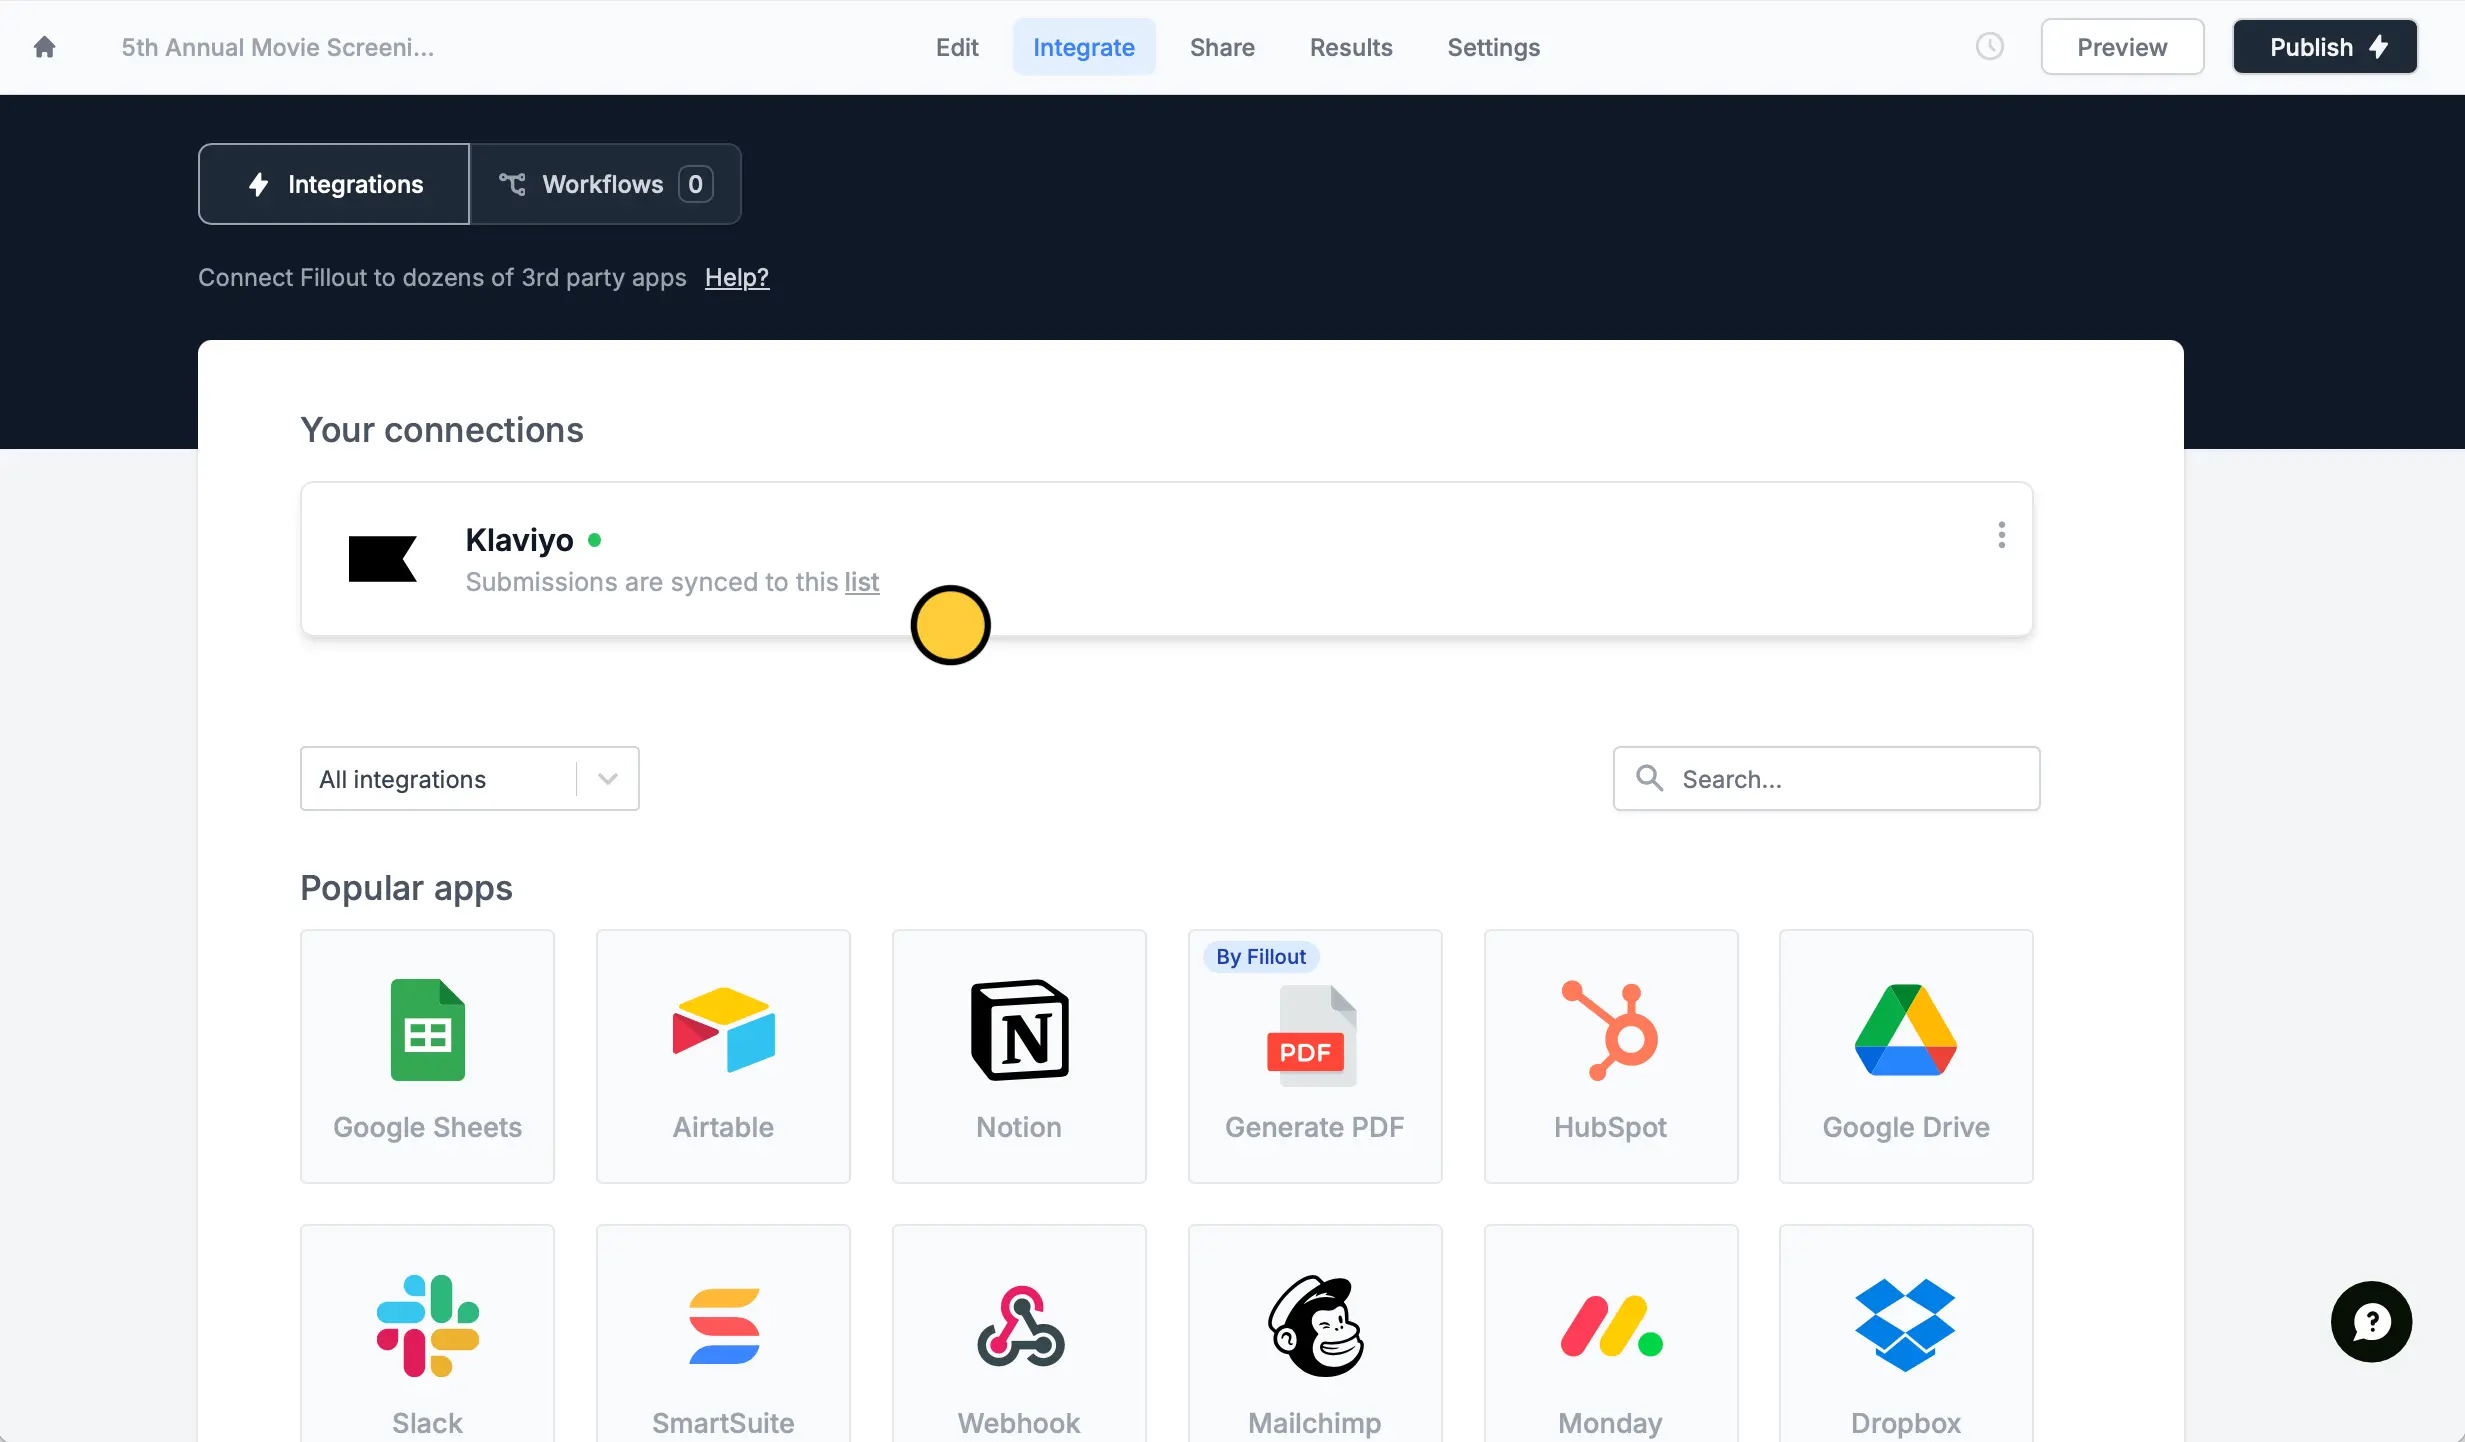 5th Annual Movie Screeni...
Edit
Integrate
Share
Results
Settings
Preview
Publish
Integrations
Workflows 0
Connect Fillout to dozens of 3rd party apps Help?
Your connections
Klaviyo
Submissions are synced to this list
All integrations
Search...
Popular apps
Google Sheets
Airtable
N
Notion
By Fillout
PDF
Generate PDF
HubSpot
Google Drive
Slack
SmartSuite
Webhook
Mailchimp
Monday
Dropbox
?